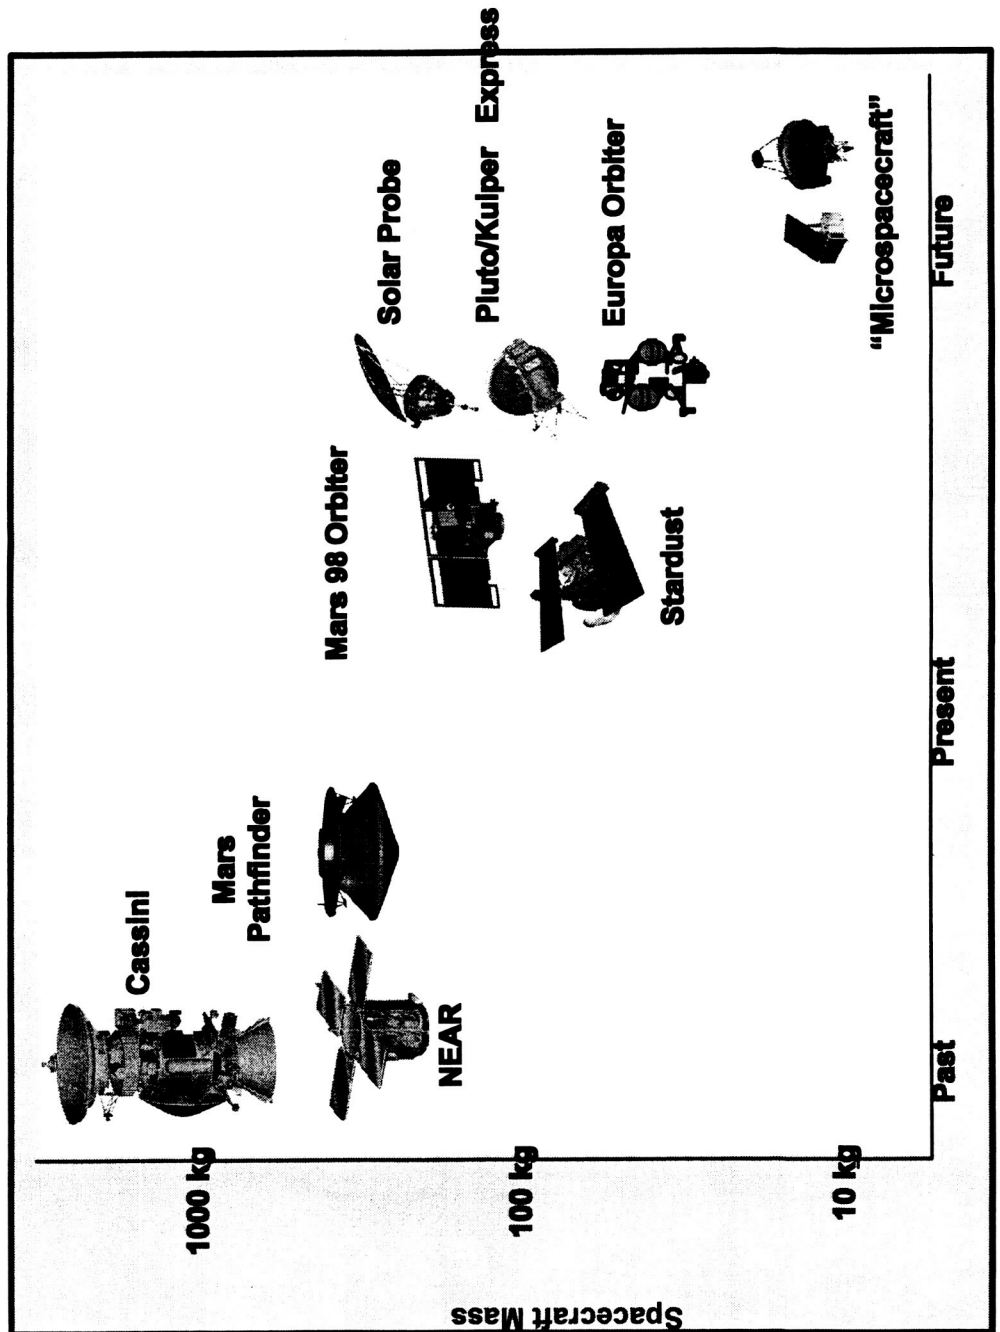 Spacecraft Mass
1000 kg
100 kg
10 kg
Cassini
Mars
Pathfinder
NEAR
Mars 98 Orbiter
Stardust
Solar Probe
Pluto/Kuiper Express
Europa Orbiter
“Microspacecraft”
Past
Present
Future